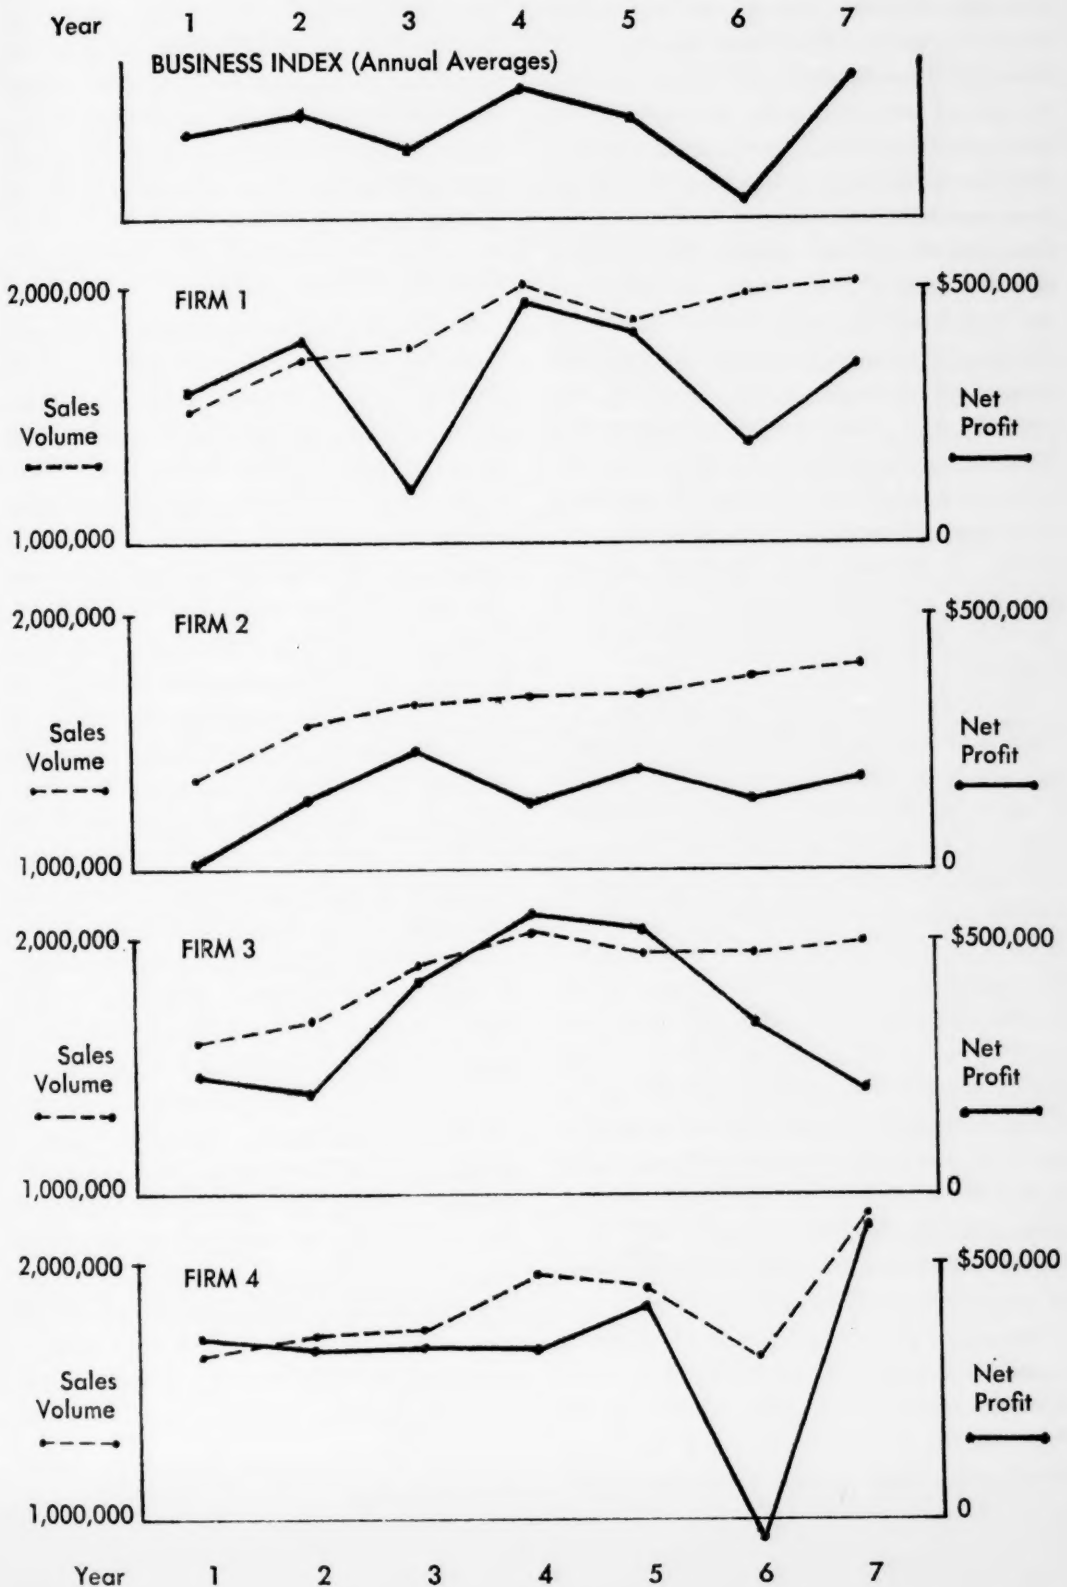 Year 1 2 3 4 5 6 7
BUSINESS INDEX (Annual Averages)
2,000,000 FIRM 1 $500,000
Sales
Volume
Net
Profit
1,000,000 0
2,000,000 FIRM 2 $500,000
Sales
Volume
Net
Profit
1,000,000 0
2,000,000 FIRM 3 $500,000
Sales
Volume
Net
Profit
1,000,000 0
2,000,000 FIRM 4 $500,000
Sales
Volume
Net
Profit
1,000,000 0
Year 1 2 3 4 5 6 7